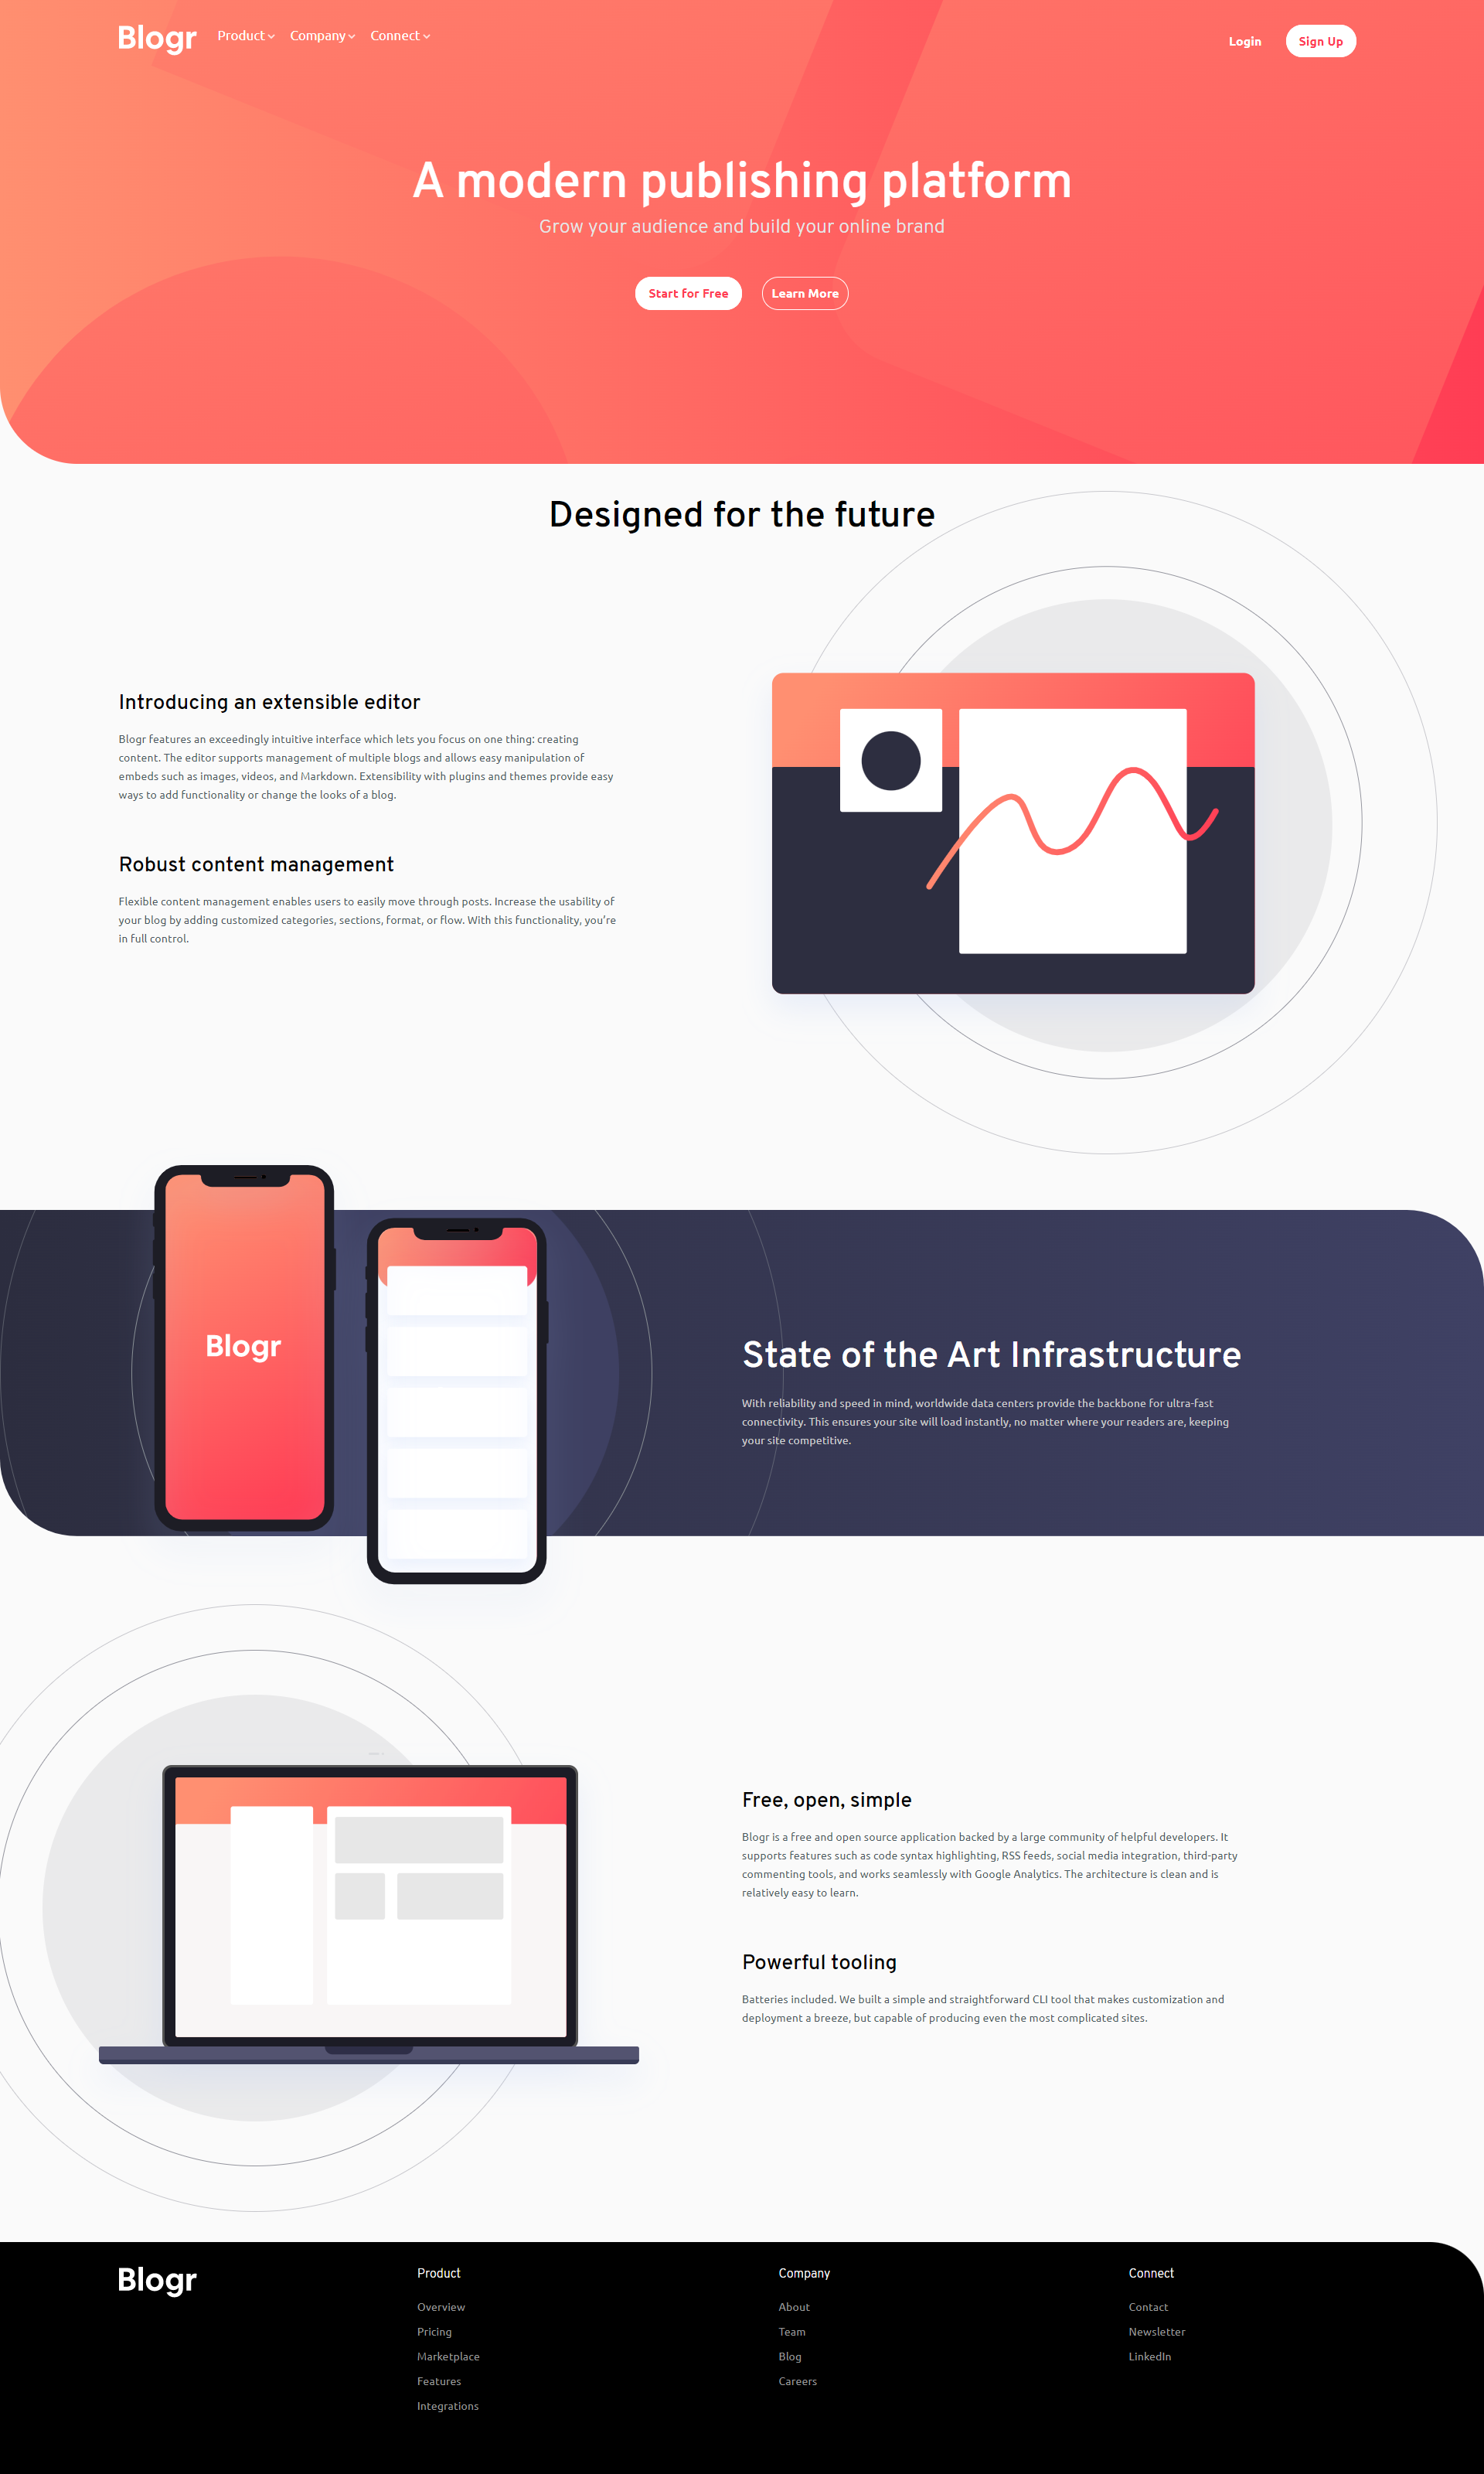 Blogr
Product
Company
Connect
Login
Sign Up
A modern publishing platform
Grow your audience and build your online brand
Start for Free
Learn More
Designed for the future
Introducing an extensible editor
Blogr features an exceedingly intuitive interface which lets you focus on one thing: creating
content. The editor supports management of multiple blogs and allows easy manipulation of
embeds such as images, videos, and Markdown. Extensibility with plugins and themes provide easy
ways to add functionality or change the looks of a blog.
Robust content management
Flexible content management enables users to easily move through posts. Increase the usability of
your blog by adding customized categories, sections, format, or flow. With this functionality, you’re
in full control.
Blogr
State of the Art Infrastructure
With reliability and speed in mind, worldwide data centers provide the backbone for ultra-fast
connectivity. This ensures your site will load instantly, no matter where your readers are, keeping
your site competitive.
Free, open, simple
Blogr is a free and open source application backed by a large community of helpful developers. It
supports features such as code syntax highlighting, RSS feeds, social media integration, third-party
commenting tools, and works seamlessly with Google Analytics. The architecture is clean and is
relatively easy to learn.
Powerful tooling
Batteries included. We built a simple and straightforward CLI tool that makes customization and
deployment a breeze, but capable of producing even the most complicated sites.
Blogr
Product
Overview
Pricing
Marketplace
Features
Integrations
Company
About
Team
Blog
Careers
Connect
Contact
Newsletter
LinkedIn